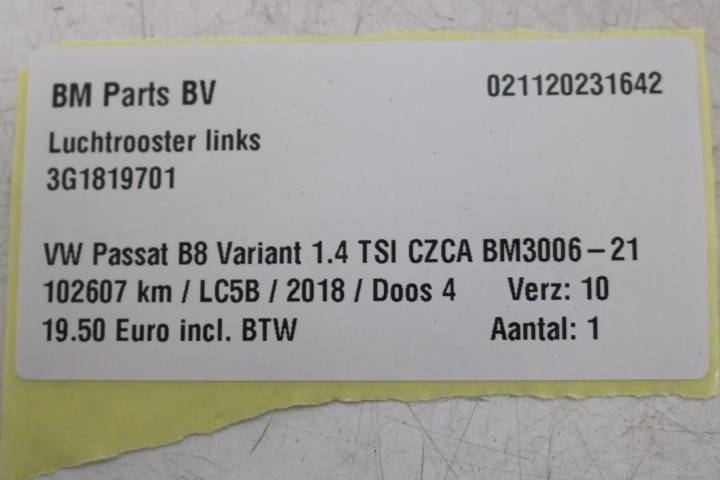 BM Parts BV 021120231642
Luchtrooster links
3G1819701
VW Passat B8 Variant 1.4 TSI CZCA BM3006-21
102607 km / LC5B / 2018 / Doos 4 Verz: 10
19.50 Euro incl. BTW Aantal: 1